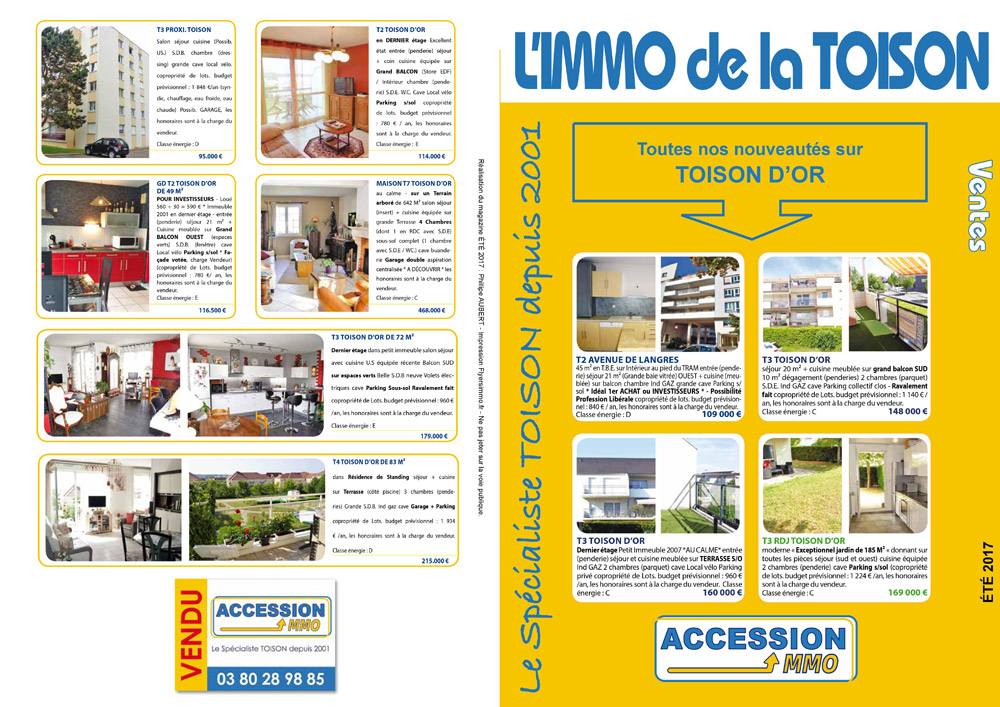 T3 PROXI. TOISON
Salon séjour cuisine (Possib.
US.) S.D.B. chambre (dres-
sing) grande cave local vélo.
copropriété de lots. budget
prévisionnel : 1 848 €/an (syn-
dic, chauffage, eau froide, eau
chaude) Possib. GARAGE, les
honoraires sont à la charge du
vendeur.
Classe énergie : D
95.000 €
T2 TOISON D'OR
en DERNIER étage Excellent
état entrée (penderie) séjour
+ coin cuisine équipée sur
Grand BALCON (Store EDF)
/ Intérieur chambre (pende-
rie) S.D.E. W.C. Cave Local vélo
Parking s/sol copropriété
de lots. budget prévisionnel
: 780 € / an, les honoraires
sont à la charge du vendeur.
Classe énergie : E
114.000 €
GD T2 TOISON D'OR
DE 49 M²
POUR INVESTISSEURS - Loué
560 + 30 = 590 € * Immeuble
2001 en dernier étage - entrée
(penderie) séjour 21 m² +
Cuisine meublée sur Grand
BALCON OUEST (espaces
verts) S.D.B. (fenêtre) cave
Local vélo Parking s/sol * Fa-
çade votée, charge Vendeur)
(copropriété de Lots. budget
prévisionnel : 780 €/ an, les
honoraires sont à la charge du
vendeur.
Classe énergie : E
116.500 €
MAISON T7 TOISON D'OR
au calme - sur un Terrain
arboré de 642 M² salon séjour
(insert) + cuisine équipée sur
grande Terrasse 4 Chambres
(dont 1 en RDC avec S.D.E)
sous-sol complet (1 chambre
avec S.D.E / WC.) cave buande-
rie Garage double aspiration
centralisée * A DÉCOUVRIR * les
honoraires sont à la charge du
vendeur.
Classe énergie : C
468.000 €
T3 TOISON D'OR DE 72 M²
Dernier étage dans petit immeuble salon séjour
avec cuisine U.S équipée récente Balcon SUD
sur espaces verts Belle S.D.B neuve Volets élec-
triques cave Parking Sous-sol Ravalement fait
copropriété de Lots. budget prévisionnel : 960 €
/an, les honoraires sont à la charge du vendeur.
Classe énergie : E
179.000 €
T4 TOISON D'OR DE 83 M²
dans Résidence de Standing séjour + cuisine
sur Terrasse (côté piscine) 3 chambres (pende-
ries) Grande S.D.B. Ind gaz cave Garage + Parking
copropriété de Lots. budget prévisionnel : 1 934
€ /an, les honoraires sont à la charge du vendeur.
Classe énergie : D
215.000 €
VENDU
ACCESSION
IMMO
Le Spécialiste TOISON depuis 2001
03 80 28 98 85
Réalisation du magazine ÉTÉ 2017 : Phillipe AUBERT - Impression Flyersimmo.fr - Ne pas jeter sur la voie publique.
L'IMMO de la TOISON
Le Spécialiste TOISON depuis 2001
Toutes nos nouveautés sur
TOISON D'OR
Ventes
T2 AVENUE DE LANGRES
45 m² en T.B.E. sur Intérieur au pied du TRAM entrée (pende-
rie) séjour 21 m² (Grande baie vitrée) OUEST + cuisine (meu-
blée) sur balcon chambre Ind GAZ grande cave Parking s/
sol * Idéal 1er ACHAT ou INVESTISSEURS * - Possibilité
Profession Libérale copropriété de lots. budget prévision-
nel : 840 € / an, les honoraires sont à la charge du vendeur.
Classe énergie : D
109 000 €
T3 TOISON D'OR
séjour 20 m² + cuisine meublée sur grand balcon SUD
10 m² dégagement (penderies) 2 chambres (parquet)
S.D.E. Ind GAZ cave Parking collectif clos - Ravalement
fait copropriété de Lots. budget prévisionnel : 1 140 € /
an, les honoraires sont à la charge du vendeur.
Classe énergie : C
148 000 €
T3 TOISON D'OR
Dernier étage Petit Immeuble 2007 *AU CALME* entrée
(penderie) séjour et cuisine meublée sur TERRASSE S/O
Ind GAZ 2 chambres (parquet) cave Local vélo Parking
privé copropriété de Lots. budget prévisionnel : 960 €
/an, les honoraires sont à la charge du vendeur. Classe
énergie : C
160 000 €
T3 RDJ TOISON D'OR
moderne « Exceptionnel jardin de 185 M² » donnant sur
toutes les pièces séjour (sud et ouest) cuisine équipée
2 chambres (penderie) cave Parking s/sol (copropriété
de lots. budget prévisionnel : 1 224 € /an, les honoraires
sont à la charge du vendeur.
Classe énergie : C
169 000 €
ÉTÉ 2017
ACCESSION
IMMO